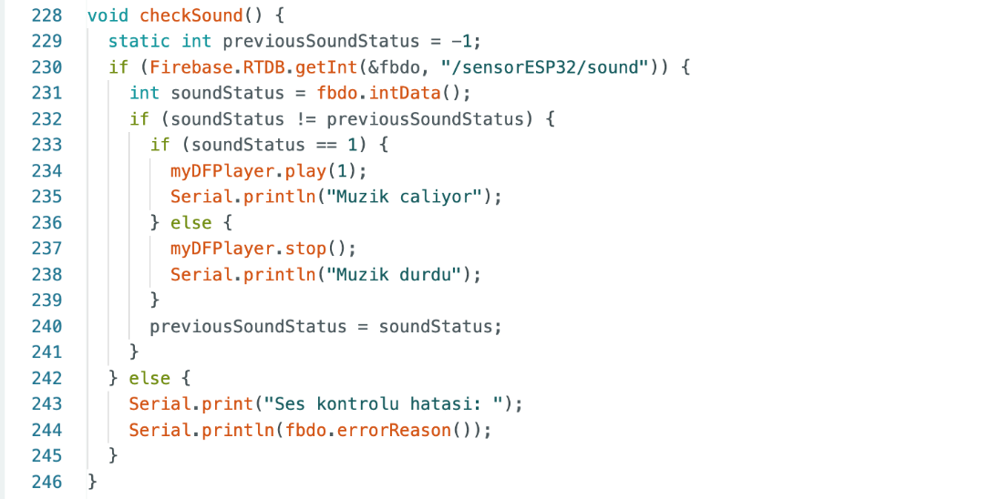 228 void checkSound() {
229 static int previousSoundStatus = -1;
230 if (Firebase.RTDB.getInt(&fbdo, "/sensorESP32/sound")) {
231 int soundStatus = fbdo.intData();
232 if (soundStatus != previousSoundStatus) {
233 if (soundStatus == 1) {
234 myDFPlayer.play(1);
235 Serial.println("Muzik caliyor");
236 } else {
237 myDFPlayer.stop();
238 Serial.println("Muzik durdu");
239 }
240 previousSoundStatus = soundStatus;
241 }
242 } else {
243 Serial.print("Ses kontrolu hatasi: ");
244 Serial.println(fbdo.errorReason());
245 }
246 }